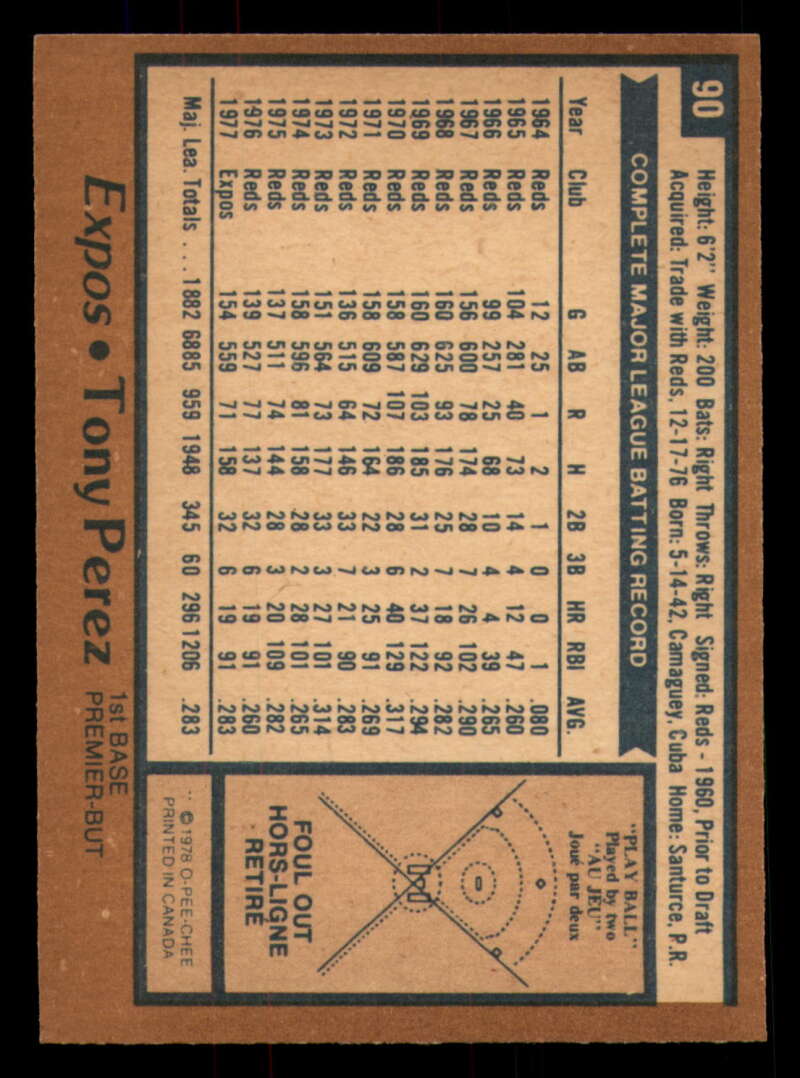 90
Height: 6'2" Weight: 200 Bats: Right Throws: Right Signed: Reds - 1960, Prior to Draft
Acquired: Trade with Reds, 12-17-76 Born: 5-14-42, Camaguey, Cuba Home: Santurce, P.R.
COMPLETE MAJOR LEAGUE BATTING RECORD
Year Club G AB R H 2B 3B HR RBI AVG.
1964 Reds 12 25 1 2 1 0 0 1 .080
1965 Reds 104 281 40 73 14 4 12 47 .260
1966 Reds 99 257 25 68 10 4 4 39 .265
1967 Reds 156 600 78 174 28 7 26 102 .290
1968 Reds 160 625 93 176 25 7 18 92 .282
1969 Reds 160 629 103 185 31 2 37 122 .294
1970 Reds 158 587 107 186 28 6 40 129 .317
1971 Reds 158 609 72 164 22 3 25 91 .269
1972 Reds 136 515 64 146 33 7 21 90 .283
1973 Reds 151 564 73 177 33 3 27 101 .314
1974 Reds 158 596 81 158 28 2 28 101 .265
1975 Reds 137 511 74 144 28 3 20 109 .282
1976 Reds 139 527 77 137 32 6 19 91 .260
1977 Expos 154 559 71 158 32 6 19 91 .283
Maj. Lea. Totals ... 1882 6885 959 1948 345 60 296 1206 .283
"PLAY BALL"
Played by two
"AU JEU"
Joué par deux
FOUL OUT
HORS-LIGNE
RETIRÉ
© 1978 O-PEE-CHEE
PRINTED IN CANADA
Expos • Tony Perez
1st BASE
PREMIER-BUT